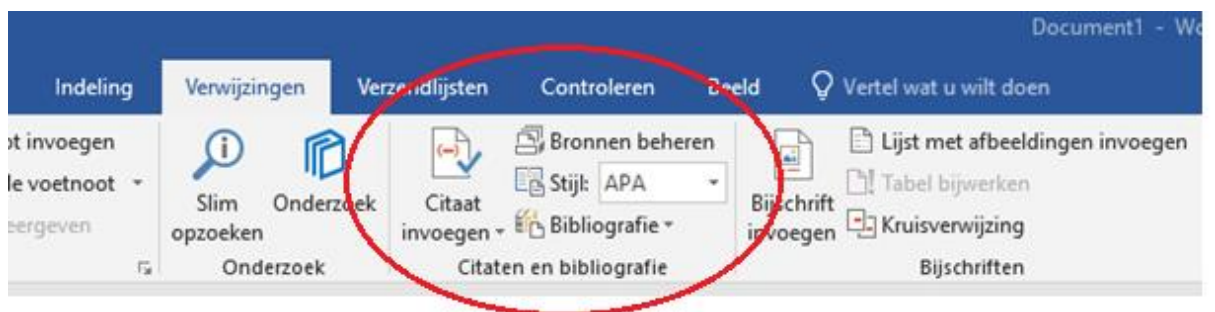 Document1 - Wo
Indeling Verwijzingen Verzendlijsten Controleren Beeld Vertel wat u wilt doen
ot invoegen
de voetnoot
eergeven
Slim
opzoeken
Onderzoek
Onderzoek
Citaat
invoegen
Bronnen beheren
Stijl: APA
Bibliografie
Citaten en bibliografie
Bijschrift
invoegen
Lijst met afbeeldingen invoegen
Tabel bijwerken
Kruisverwijzing
Bijschriften